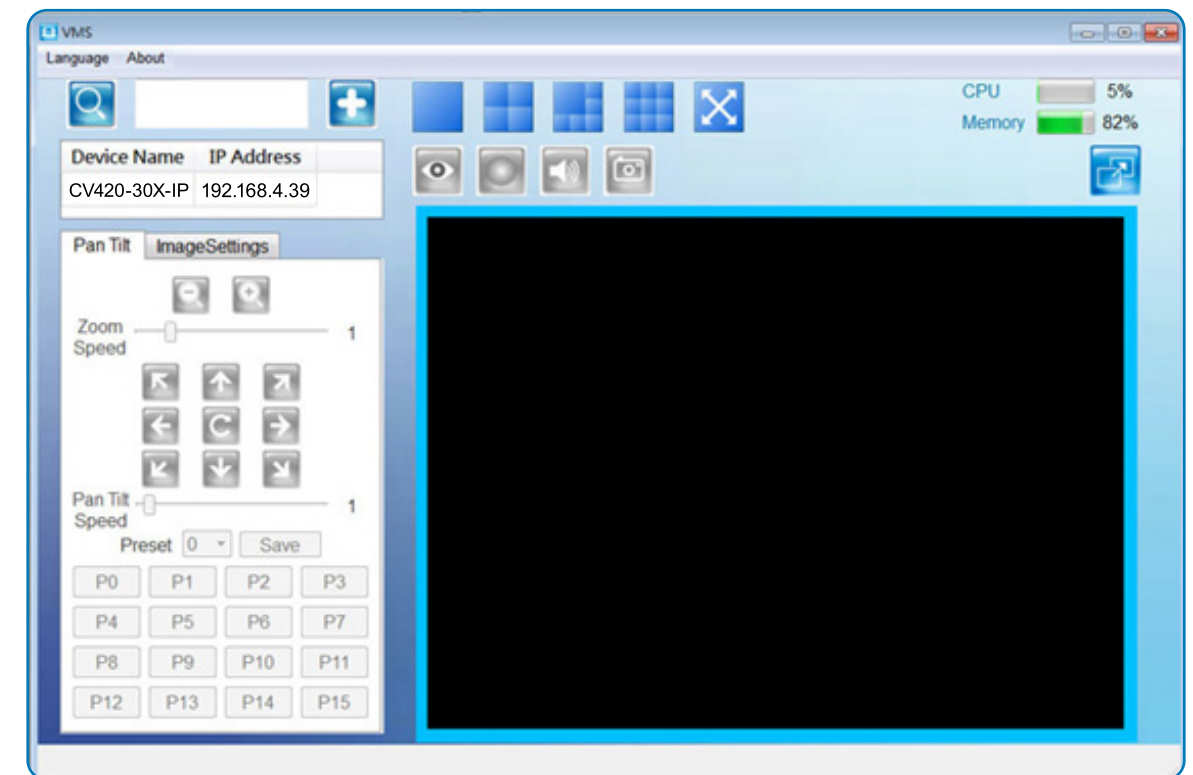 VMS
Language About
CPU 5%
Memory 82%
Device Name IP Address
CV420-30X-IP 192.168.4.39
Pan Tilt ImageSettings
Zoom Speed 1
Pan Tilt Speed 1
Preset 0 Save
P0 P1 P2 P3
P4 P5 P6 P7
P8 P9 P10 P11
P12 P13 P14 P15